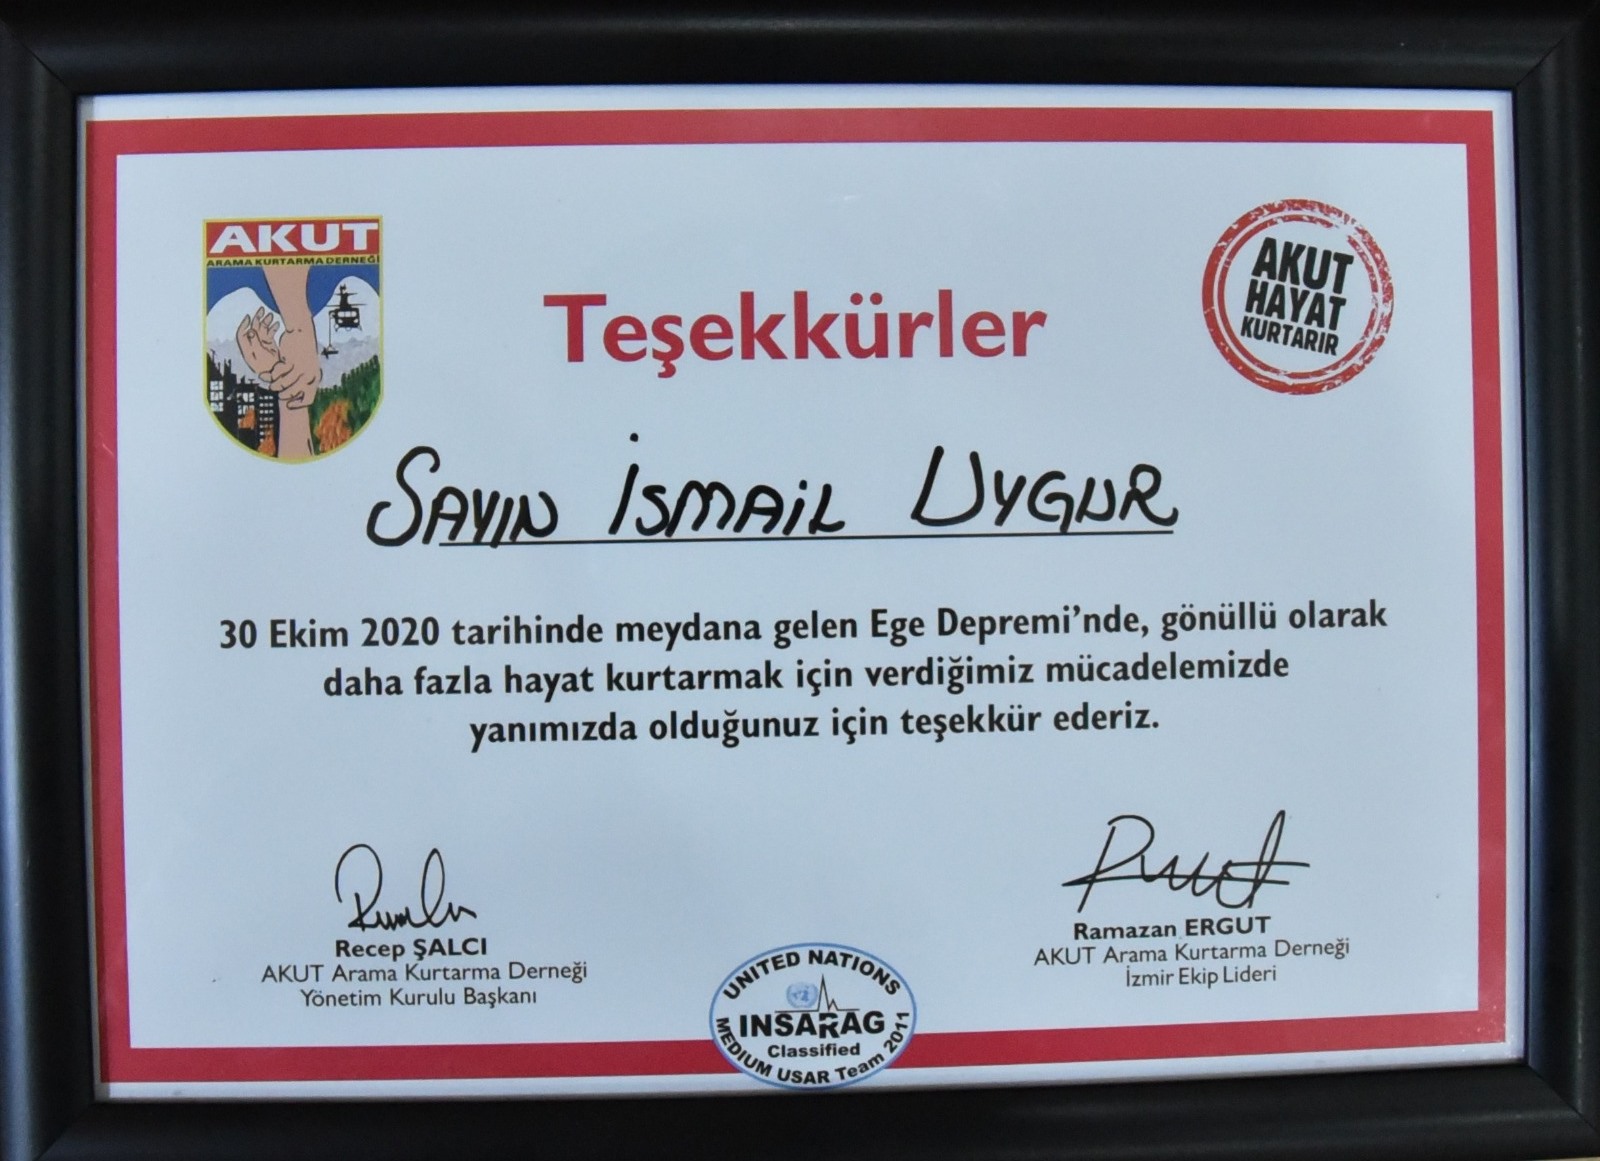 AKUT
ARAMA KURTARMA DERNEĞİ
AKUT
HAYAT
KURTARIR
Teşekkürler
SAYIN İSMAİL UYGUR
30 Ekim 2020 tarihinde meydana gelen Ege Depremi’nde, gönüllü olarak
daha fazla hayat kurtarmak için verdiğimiz mücadelemizde
yanımızda olduğunuz için teşekkür ederiz.
Recep ŞALCI
AKUT Arama Kurtarma Derneği
Yönetim Kurulu Başkanı
Ramazan ERGUT
AKUT Arama Kurtarma Derneği
İzmir Ekip Lideri
UNITED NATIONS
INSARAG
Classified
MEDIUM USAR Team 2011